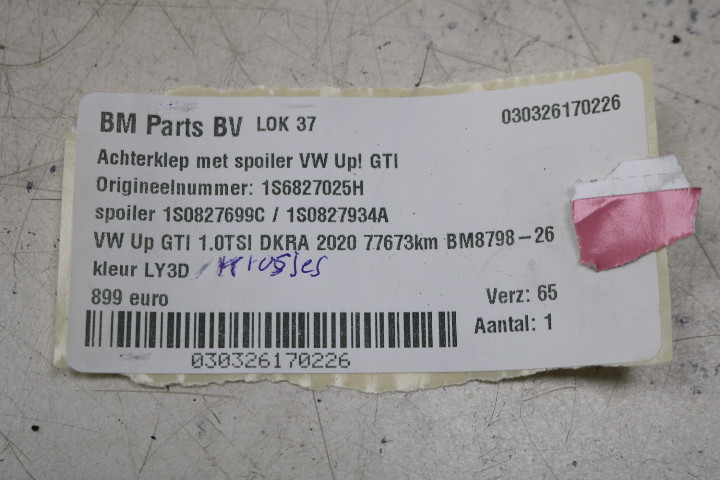 BM Parts BV LOK 37 030326170226
Achterklep met spoiler VW Up! GTI
Origineelnummer: 1S6827025H
spoiler 1S0827699C / 1S0827934A
VW Up GTI 1.0TSI DKRA 2020 77673km BM8798-26
kleur LY3D / krasjes
899 euro Verz: 65
Aantal: 1
030326170226